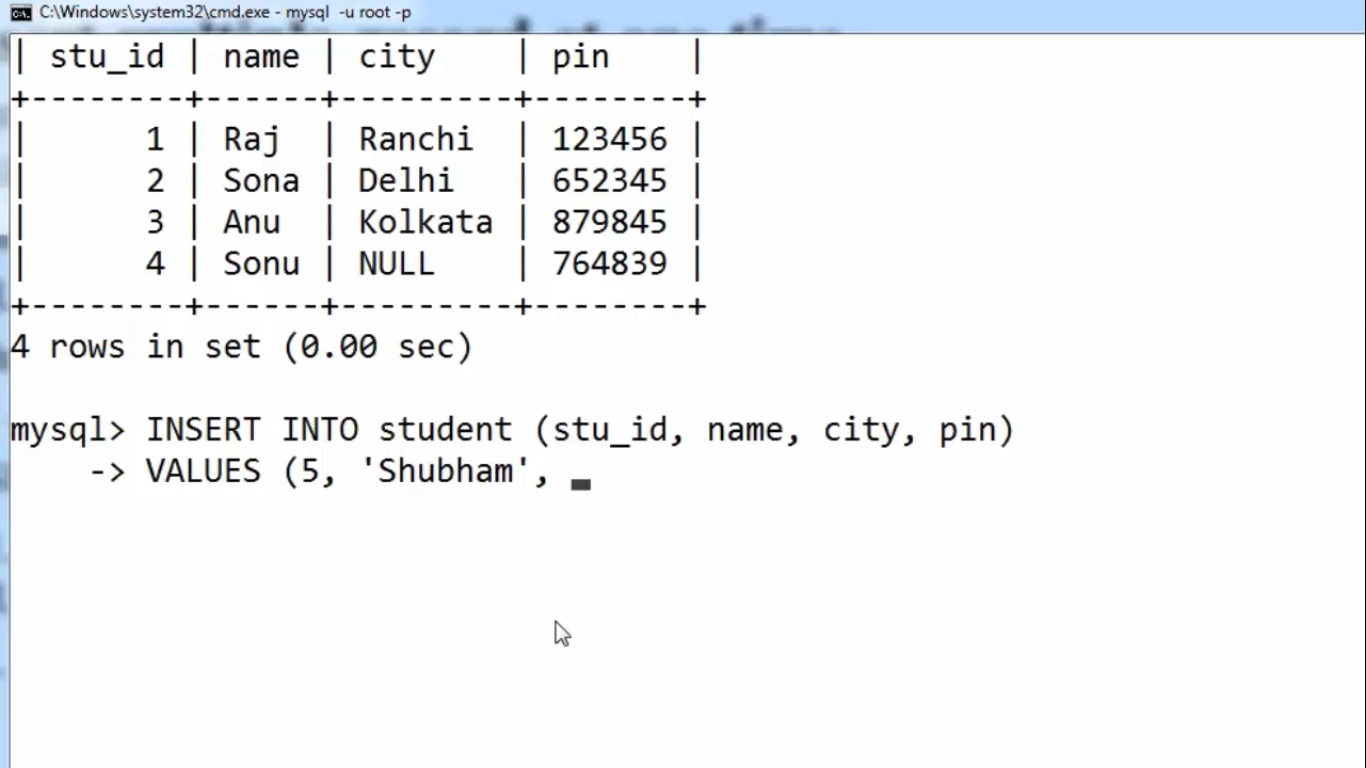 C:\Windows\system32\cmd.exe - mysql  -u root -p
| stu_id | name | city    | pin    |
+--------+------+---------+--------+
|      1 | Raj  | Ranchi  | 123456 |
|      2 | Sona | Delhi   | 652345 |
|      3 | Anu  | Kolkata | 879845 |
|      4 | Sonu | NULL    | 764839 |
+--------+------+---------+--------+
4 rows in set (0.00 sec)
mysql> INSERT INTO student (stu_id, name, city, pin)
    -> VALUES (5, 'Shubham',